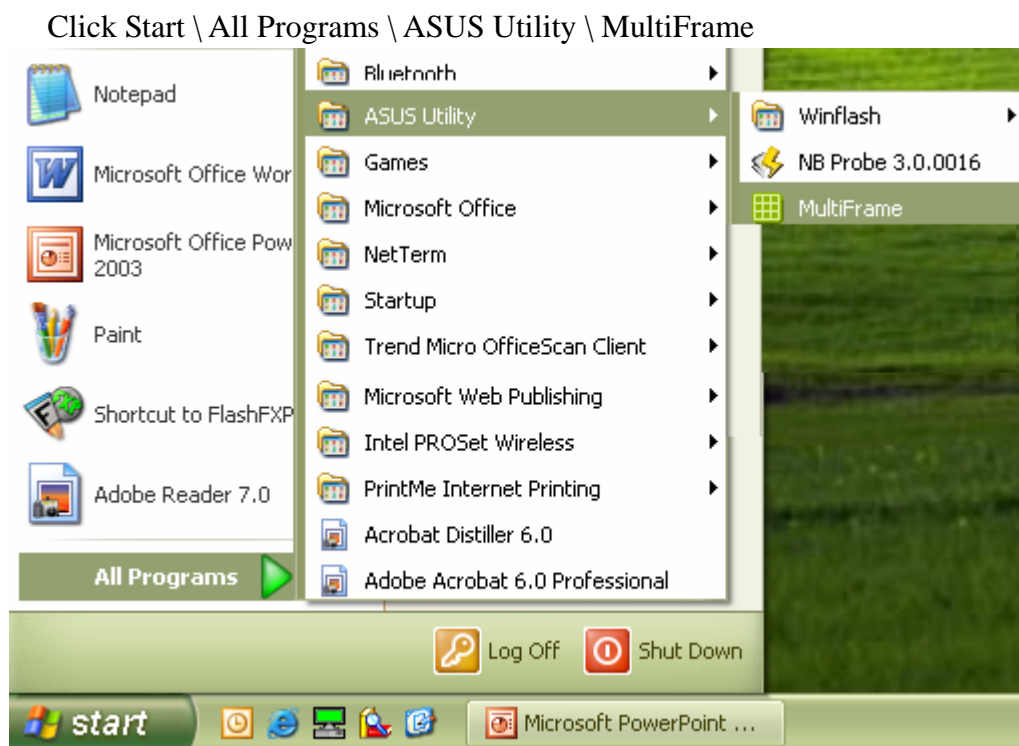 Click Start \ All Programs \ ASUS Utility \ MultiFrame
Notepad
Microsoft Office Wor
Microsoft Office Pow
2003
Paint
Shortcut to FlashFXP
Adobe Reader 7.0
All Programs
Bluetooth
ASUS Utility
Games
Microsoft Office
NetTerm
Startup
Trend Micro OfficeScan Client
Microsoft Web Publishing
Intel PROSet Wireless
PrintMe Internet Printing
Acrobat Distiller 6.0
Adobe Acrobat 6.0 Professional
Winflash
NB Probe 3.0.0016
MultiFrame
Log Off
Shut Down
start
Microsoft PowerPoint ...